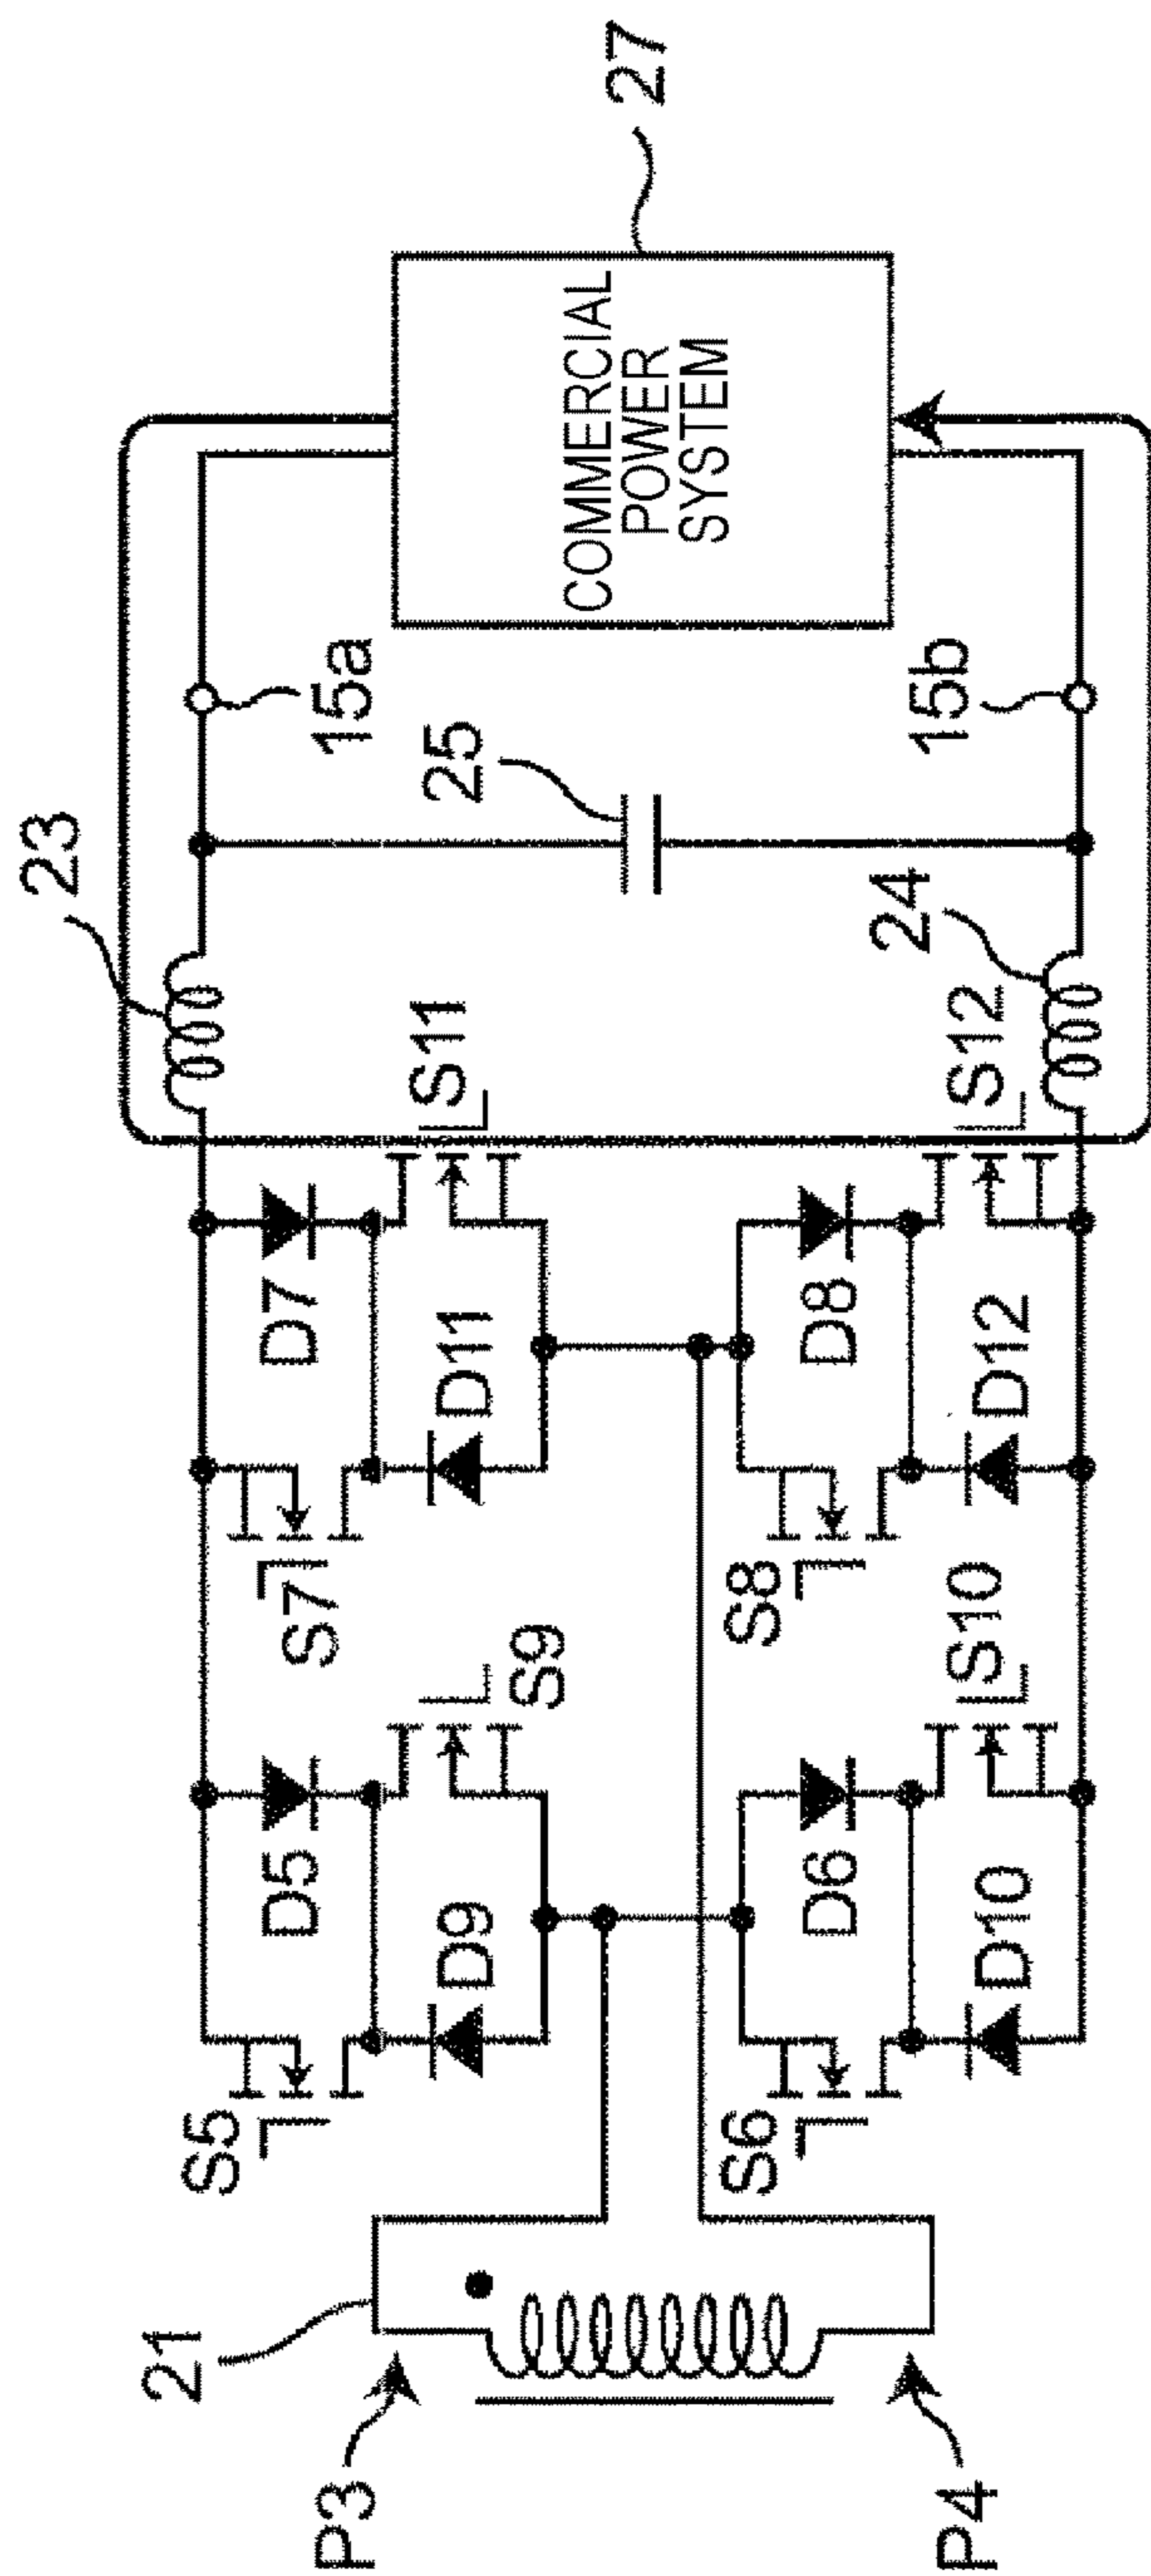 23
27
15a
25
COMMERCIAL
POWER
SYSTEM
15b
24
S11
S12
D7
D11
D8
D12
S7
S8
S9
S10
D5
D9
D6
D10
S5
S6
21
P3
P4